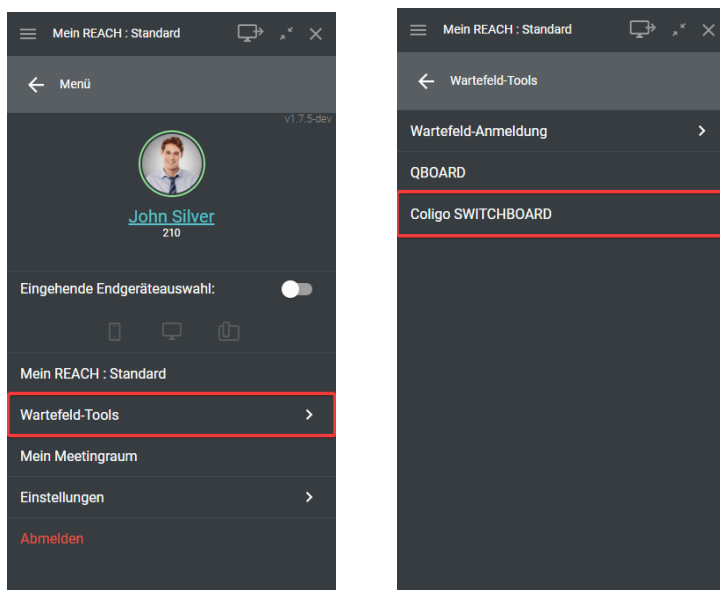 Mein REACH : Standard
Menü
v1.7.5-dev
John Silver
210
Eingehende Endgeräteauswahl:
Mein REACH : Standard
Wartefeld-Tools
Mein Meetingraum
Einstellungen
Abmelden
Mein REACH : Standard
Wartefeld-Tools
Wartefeld-Anmeldung
QBOARD
Coligo SWITCHBOARD